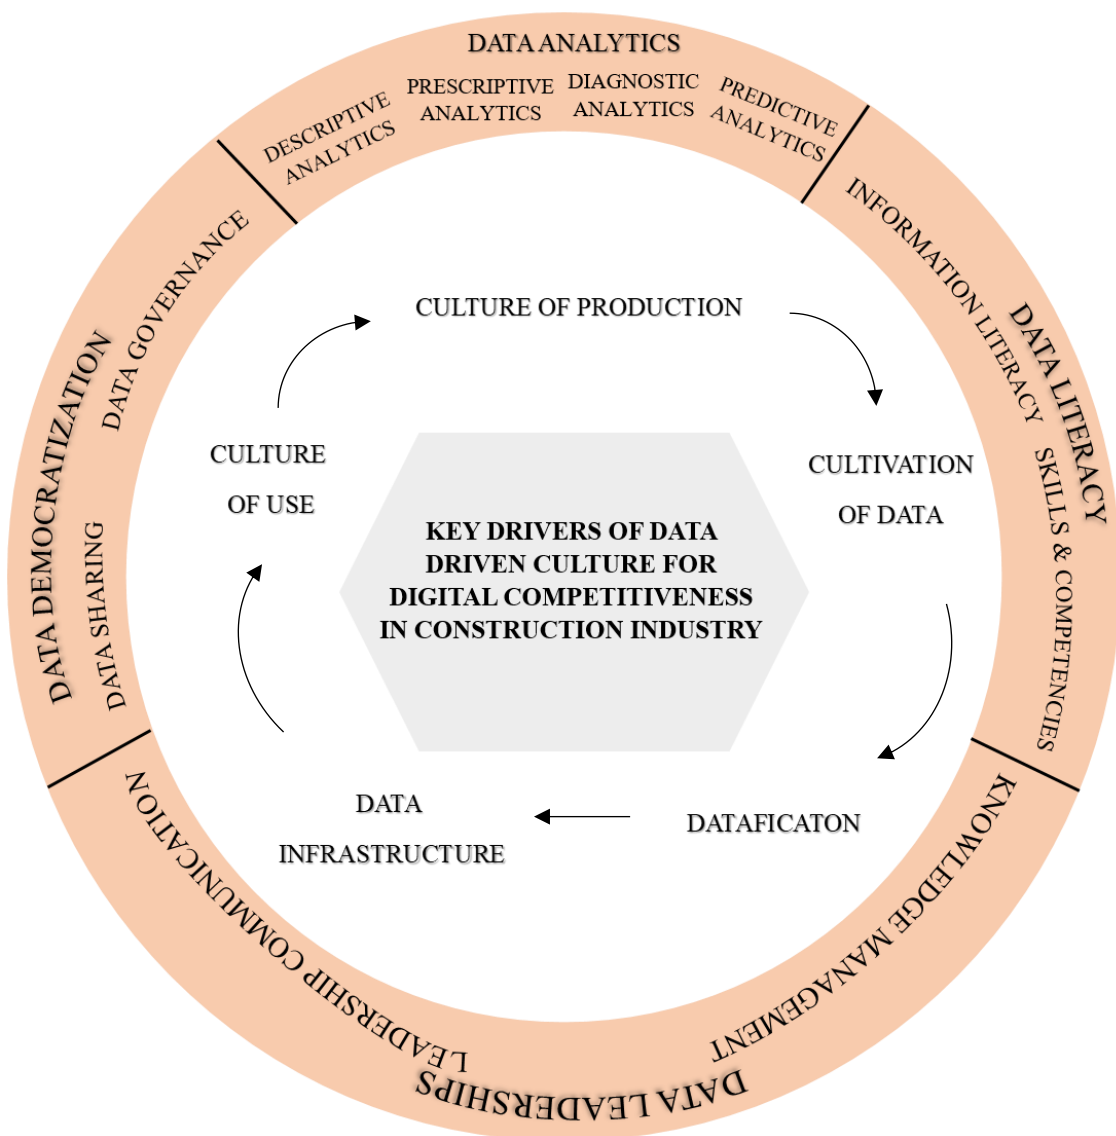 DATA ANALYTICS
DESCRIPTIVE
ANALYTICS
PRESCRIPTIVE
ANALYTICS
DIAGNOSTIC
ANALYTICS
PREDICTIVE
ANALYTICS
DATA LITERACY
INFORMATION LITERACY
SKILLS & COMPETENCIES
DATA LEADERSHIPS
KNOWLEDGE MANAGEMENT
LEADERSHIP COMMUNICATION
DATA DEMOCRATIZATION
DATA SHARING
DATA GOVERNANCE
CULTURE OF PRODUCTION
CULTIVATION
OF DATA
DATAFICATON
DATA
INFRASTRUCTURE
CULTURE
OF USE
KEY DRIVERS OF DATA
DRIVEN CULTURE FOR
DIGITAL COMPETITIVENESS
IN CONSTRUCTION INDUSTRY